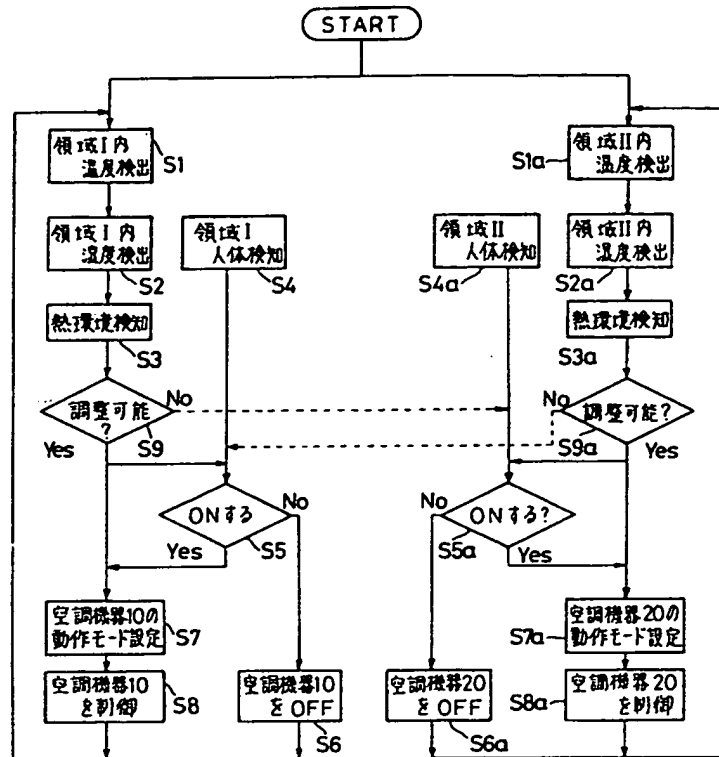 START
領域I内
温度検出
S1
領域II内
温度検出
S1a
領域I内
湿度検出
S2
領域I
人体検知
S4
領域II
人体検知
S4a
領域II内
湿度検出
S2a
熱環境検知
S3
熱環境検知
S3a
調整可能
?
No
Yes
S9
調整可能?
No
S9a
Yes
ONする
No
Yes
S5
ONする?
No
S5a
Yes
空調機器10の
動作モード設定
S7
空調機器20の
動作モード設定
S7a
空調機器10
を制御
S8
空調機器10
をOFF
S6
空調機器20
をOFF
S6a
空調機器20
を制御
S8a